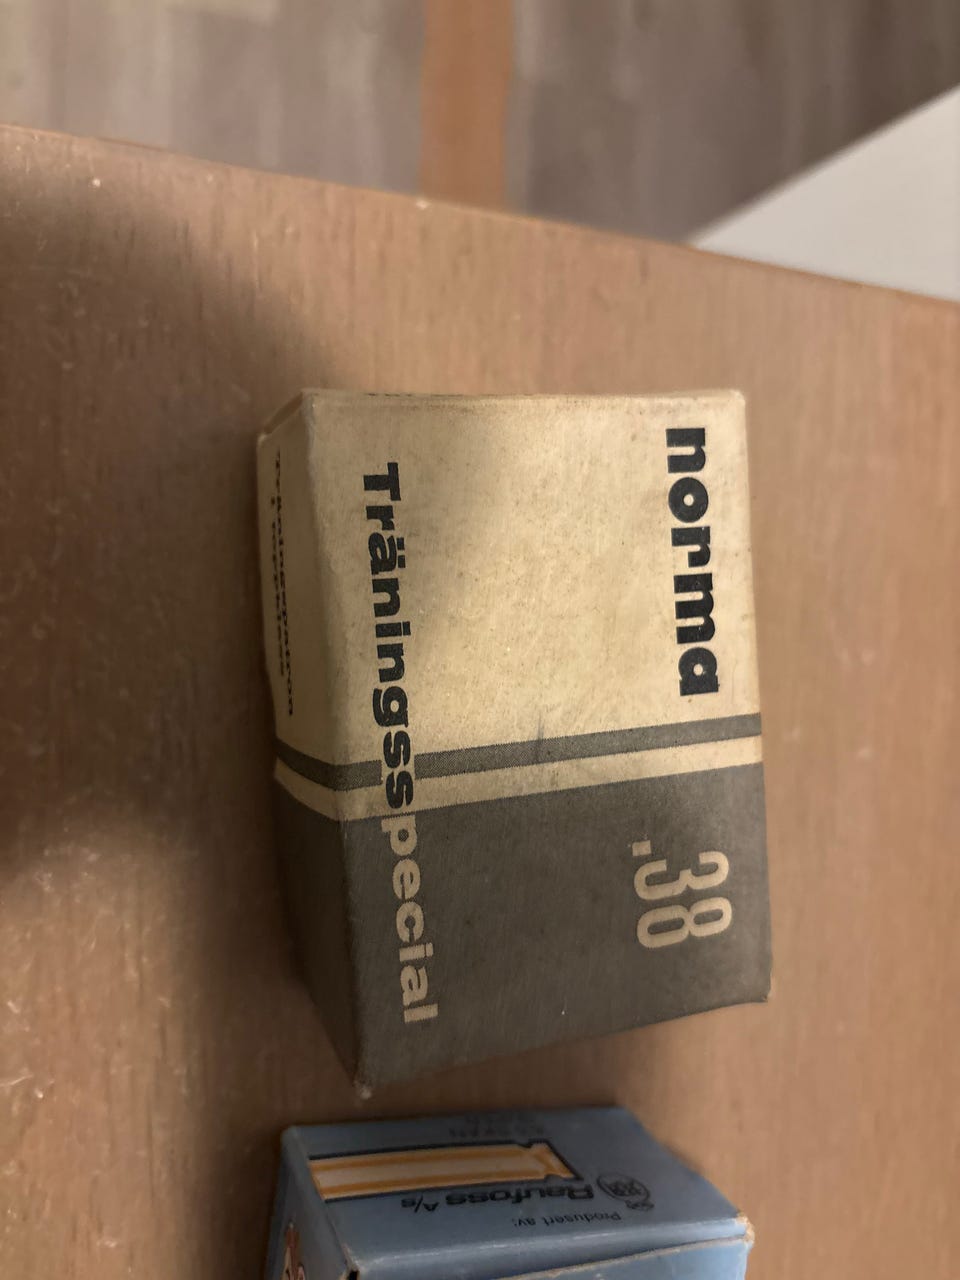 norma
.38
Träningsspecial
Produsert av:
Raufoss A/S